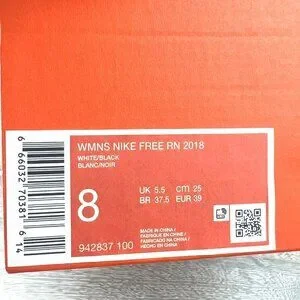 WMNS NIKE FREE RN 2018
WHITE/BLACK
BLANC/NOIR
8
UK 5.5 cm 25
BR 37.5 EUR 39
942837 100
MADE IN CHINA /
FABRIQUÉ EN CHINE /
FABRICADO NA CHINA /
HECHO EN CHINA
6 66032 70381 6 14